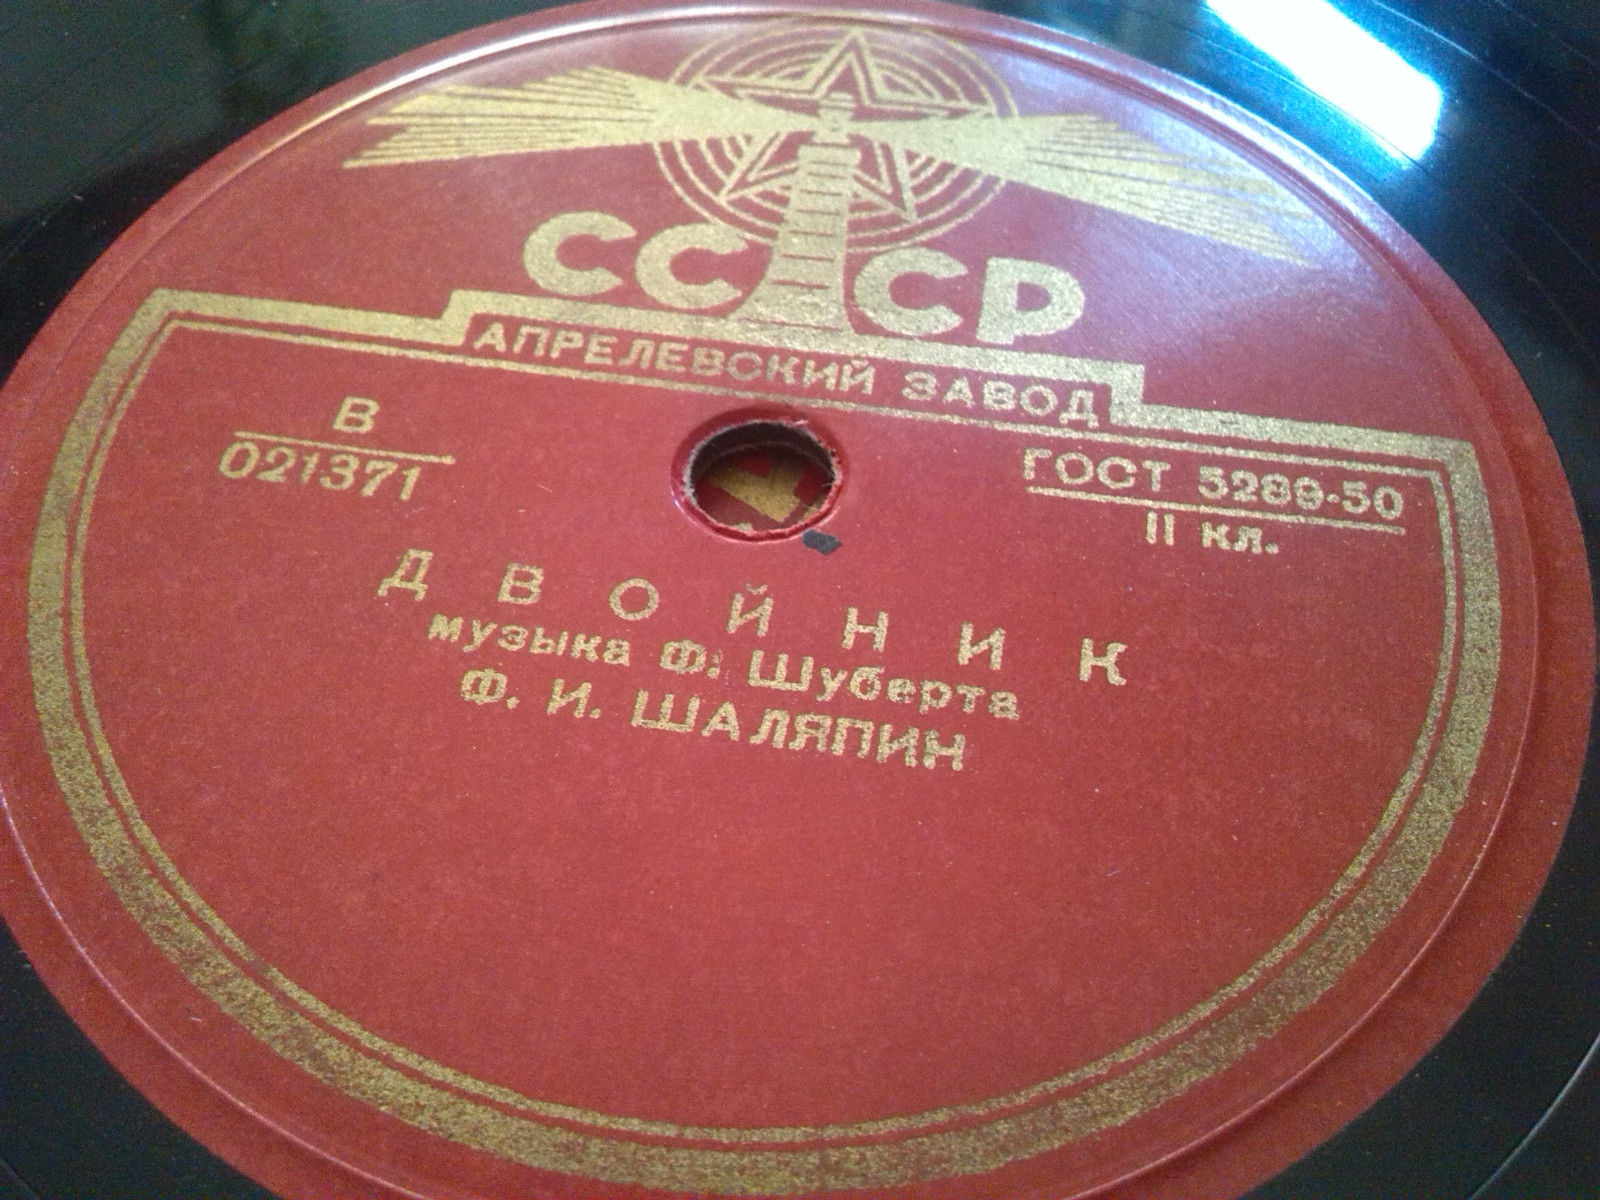 СССР
АПРЕЛЕВСКИЙ ЗАВОД
В
021371
ГОСТ 5289-50
II кл.
ДВОЙНИК
музыка Ф. Шуберта
Ф. И. ШАЛЯПИН